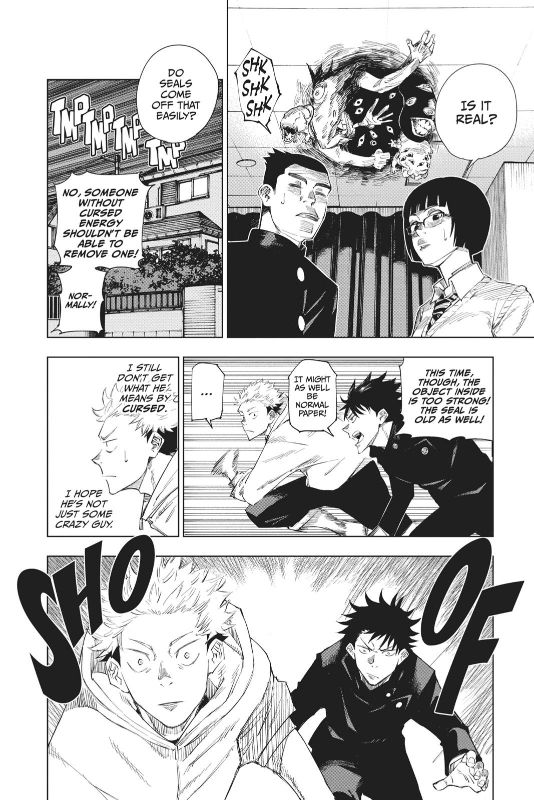 IS IT
REAL?
SHK
SHK
SHK
DO
SEALS
COME
OFF THAT
EASILY?
TMP
TMP
TMP
TMP
NO, SOMEONE
WITHOUT
CURSED
ENERGY
SHOULDN'T BE
ABLE TO
REMOVE ONE!
NOR-
MALLY!
THIS TIME,
THOUGH, THE
OBJECT INSIDE
IS TOO STRONG!
THE SEAL IS
OLD AS WELL!
IT MIGHT
AS WELL
BE
NORMAL
PAPER!
...
I STILL
DON'T GET
WHAT HE
MEANS BY
CURSED.
I HOPE
HE'S NOT
JUST SOME
CRAZY GUY.
SHOOF